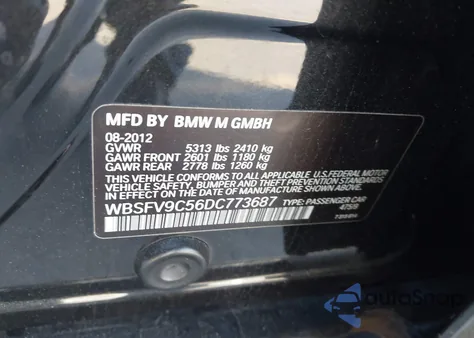 MFD BY BMW M GMBH
08-2012
GVWR 5313 lbs 2410 kg
GAWR FRONT 2601 lbs 1180 kg
GAWR REAR 2778 lbs 1260 kg
THIS VEHICLE CONFORMS TO ALL APPLICABLE U.S. FEDERAL MOTOR
VEHICLE SAFETY, BUMPER, AND THEFT PREVENTION STANDARDS IN
EFFECT ON THE DATE OF MANUFACTURE SHOWN ABOVE.
WBSFV9C56DC773687 TYPE: PASSENGER CAR
475/9
AutoSnap